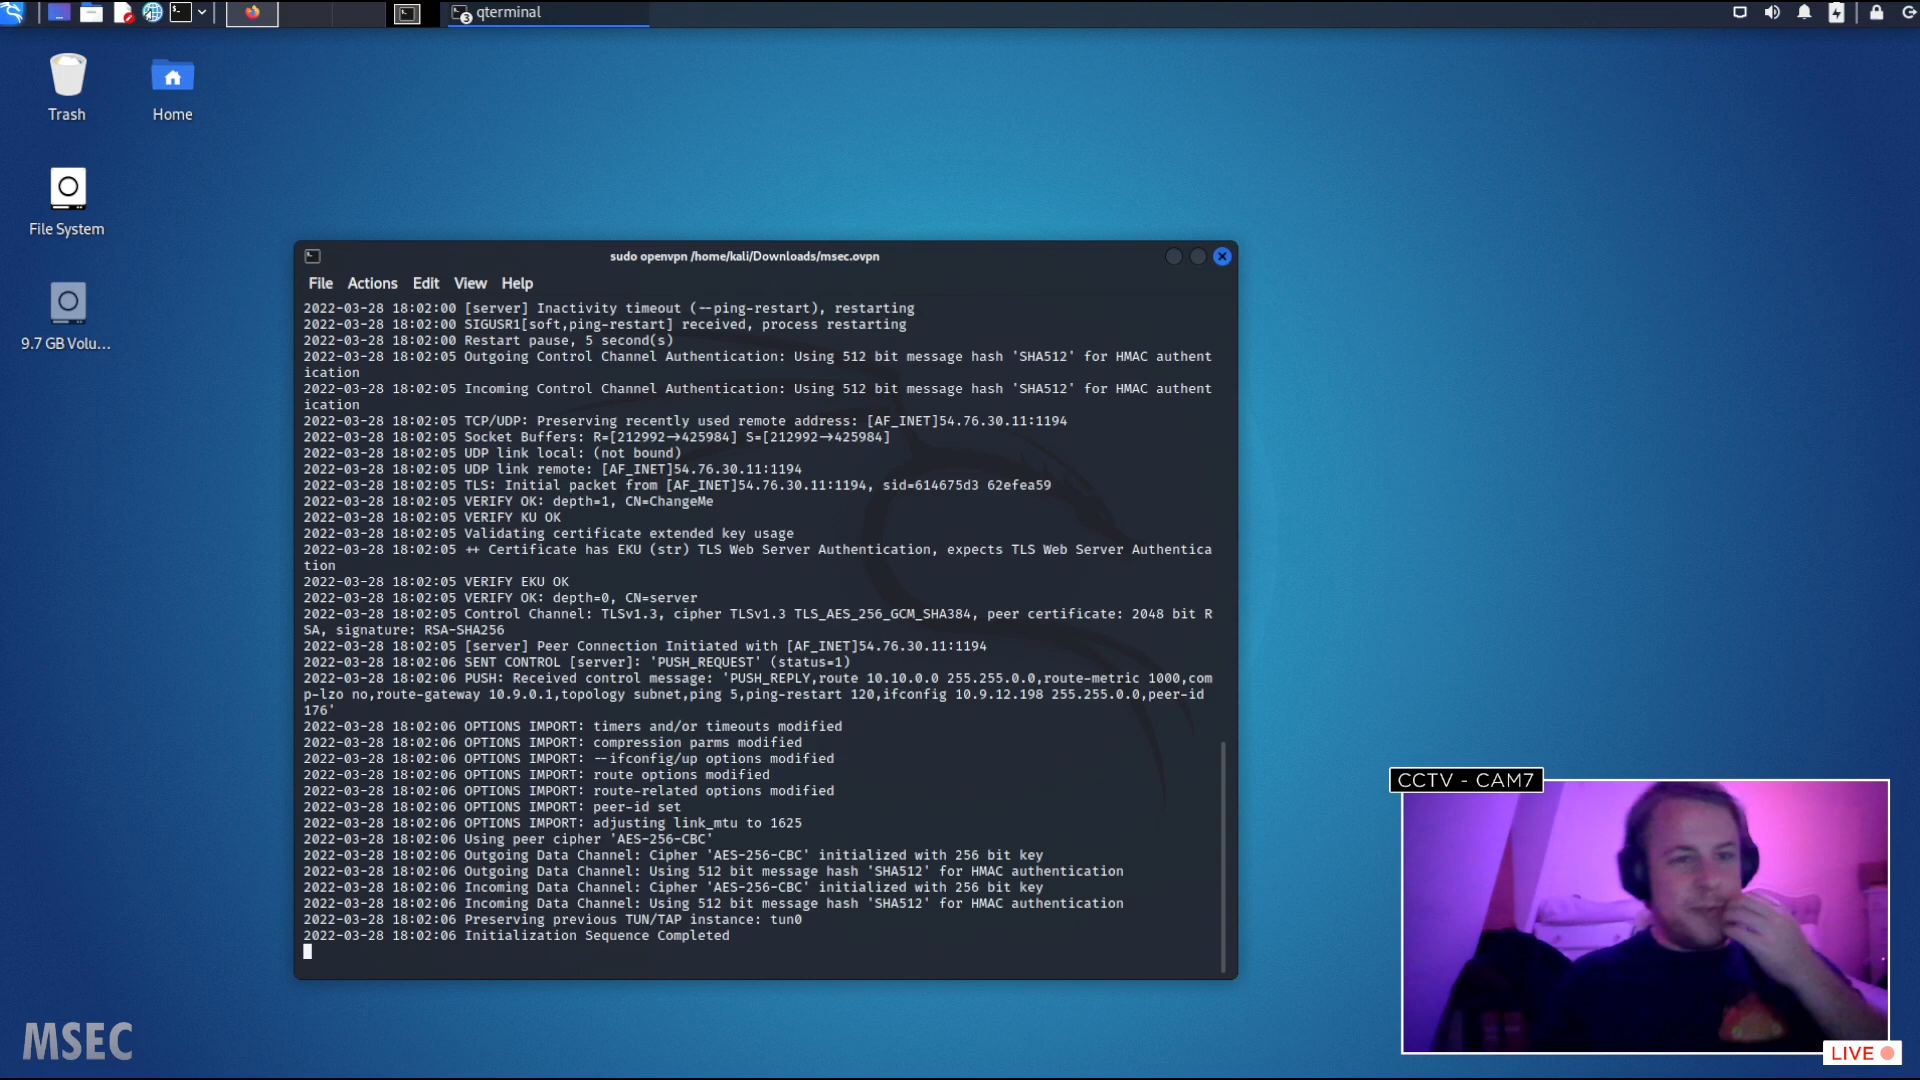 qterminal
3
Trash
Home
File System
9.7 GB Volu...
sudo openvpn /home/kali/Downloads/msec.ovpn
File Actions Edit View Help
2022-03-28 18:02:00 [server] Inactivity timeout (--ping-restart), restarting
2022-03-28 18:02:00 SIGUSR1[soft,ping-restart] received, process restarting
2022-03-28 18:02:00 Restart pause, 5 second(s)
2022-03-28 18:02:05 Outgoing Control Channel Authentication: Using 512 bit message hash 'SHA512' for HMAC authent
ication
2022-03-28 18:02:05 Incoming Control Channel Authentication: Using 512 bit message hash 'SHA512' for HMAC authent
ication
2022-03-28 18:02:05 TCP/UDP: Preserving recently used remote address: [AF_INET]54.76.30.11:1194
2022-03-28 18:02:05 Socket Buffers: R=[212992→425984] S=[212992→425984]
2022-03-28 18:02:05 UDP link local: (not bound)
2022-03-28 18:02:05 UDP link remote: [AF_INET]54.76.30.11:1194
2022-03-28 18:02:05 TLS: Initial packet from [AF_INET]54.76.30.11:1194, sid=614675d3 62efea59
2022-03-28 18:02:05 VERIFY OK: depth=1, CN=ChangeMe
2022-03-28 18:02:05 VERIFY KU OK
2022-03-28 18:02:05 Validating certificate extended key usage
2022-03-28 18:02:05 ++ Certificate has EKU (str) TLS Web Server Authentication, expects TLS Web Server Authentica
tion
2022-03-28 18:02:05 VERIFY EKU OK
2022-03-28 18:02:05 VERIFY OK: depth=0, CN=server
2022-03-28 18:02:05 Control Channel: TLSv1.3, cipher TLSv1.3 TLS_AES_256_GCM_SHA384, peer certificate: 2048 bit R
SA, signature: RSA-SHA256
2022-03-28 18:02:05 [server] Peer Connection Initiated with [AF_INET]54.76.30.11:1194
2022-03-28 18:02:06 SENT CONTROL [server]: 'PUSH_REQUEST' (status=1)
2022-03-28 18:02:06 PUSH: Received control message: 'PUSH_REPLY,route 10.10.0.0 255.255.0.0,route-metric 1000,com
p-lzo no,route-gateway 10.9.0.1,topology subnet,ping 5,ping-restart 120,ifconfig 10.9.12.198 255.255.0.0,peer-id
176'
2022-03-28 18:02:06 OPTIONS IMPORT: timers and/or timeouts modified
2022-03-28 18:02:06 OPTIONS IMPORT: compression parms modified
2022-03-28 18:02:06 OPTIONS IMPORT: --ifconfig/up options modified
2022-03-28 18:02:06 OPTIONS IMPORT: route options modified
2022-03-28 18:02:06 OPTIONS IMPORT: route-related options modified
2022-03-28 18:02:06 OPTIONS IMPORT: peer-id set
2022-03-28 18:02:06 OPTIONS IMPORT: adjusting link_mtu to 1625
2022-03-28 18:02:06 Using peer cipher 'AES-256-CBC'
2022-03-28 18:02:06 Outgoing Data Channel: Cipher 'AES-256-CBC' initialized with 256 bit key
2022-03-28 18:02:06 Outgoing Data Channel: Using 512 bit message hash 'SHA512' for HMAC authentication
2022-03-28 18:02:06 Incoming Data Channel: Cipher 'AES-256-CBC' initialized with 256 bit key
2022-03-28 18:02:06 Incoming Data Channel: Using 512 bit message hash 'SHA512' for HMAC authentication
2022-03-28 18:02:06 Preserving previous TUN/TAP instance: tun0
2022-03-28 18:02:06 Initialization Sequence Completed
CCTV - CAM7
MSEC
LIVE